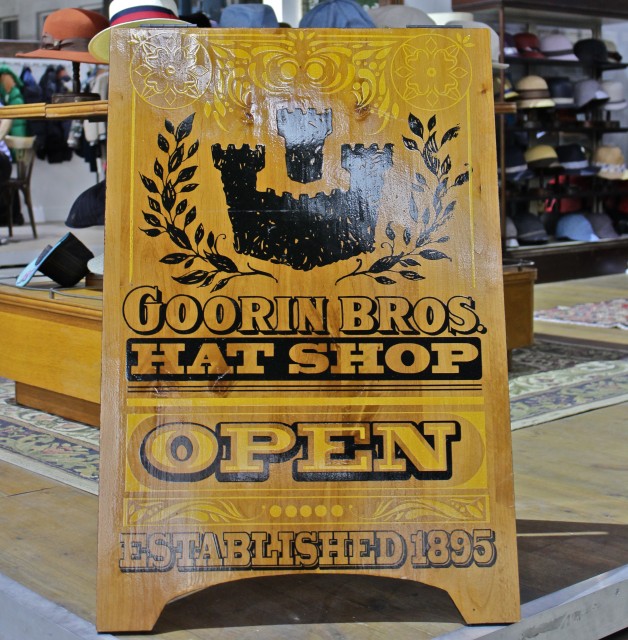 GOORIN BROS.
HAT SHOP
OPEN
ESTABLISHED 1895